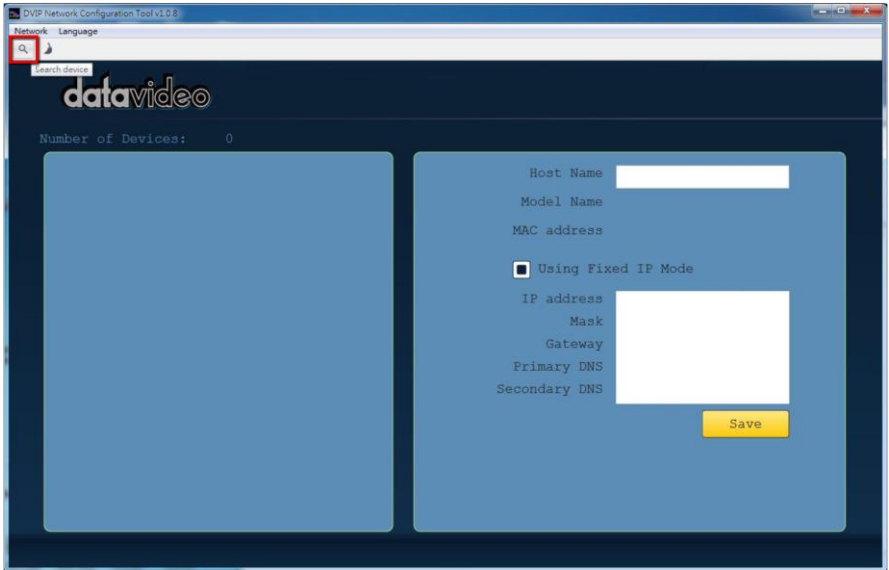 DVIP Network Configuration Tool v1.0.8
Network Language
Search device
datavideo
Number of Devices: 0
Host Name
Model Name
MAC address
Using Fixed IP Mode
IP address
Mask
Gateway
Primary DNS
Secondary DNS
Save